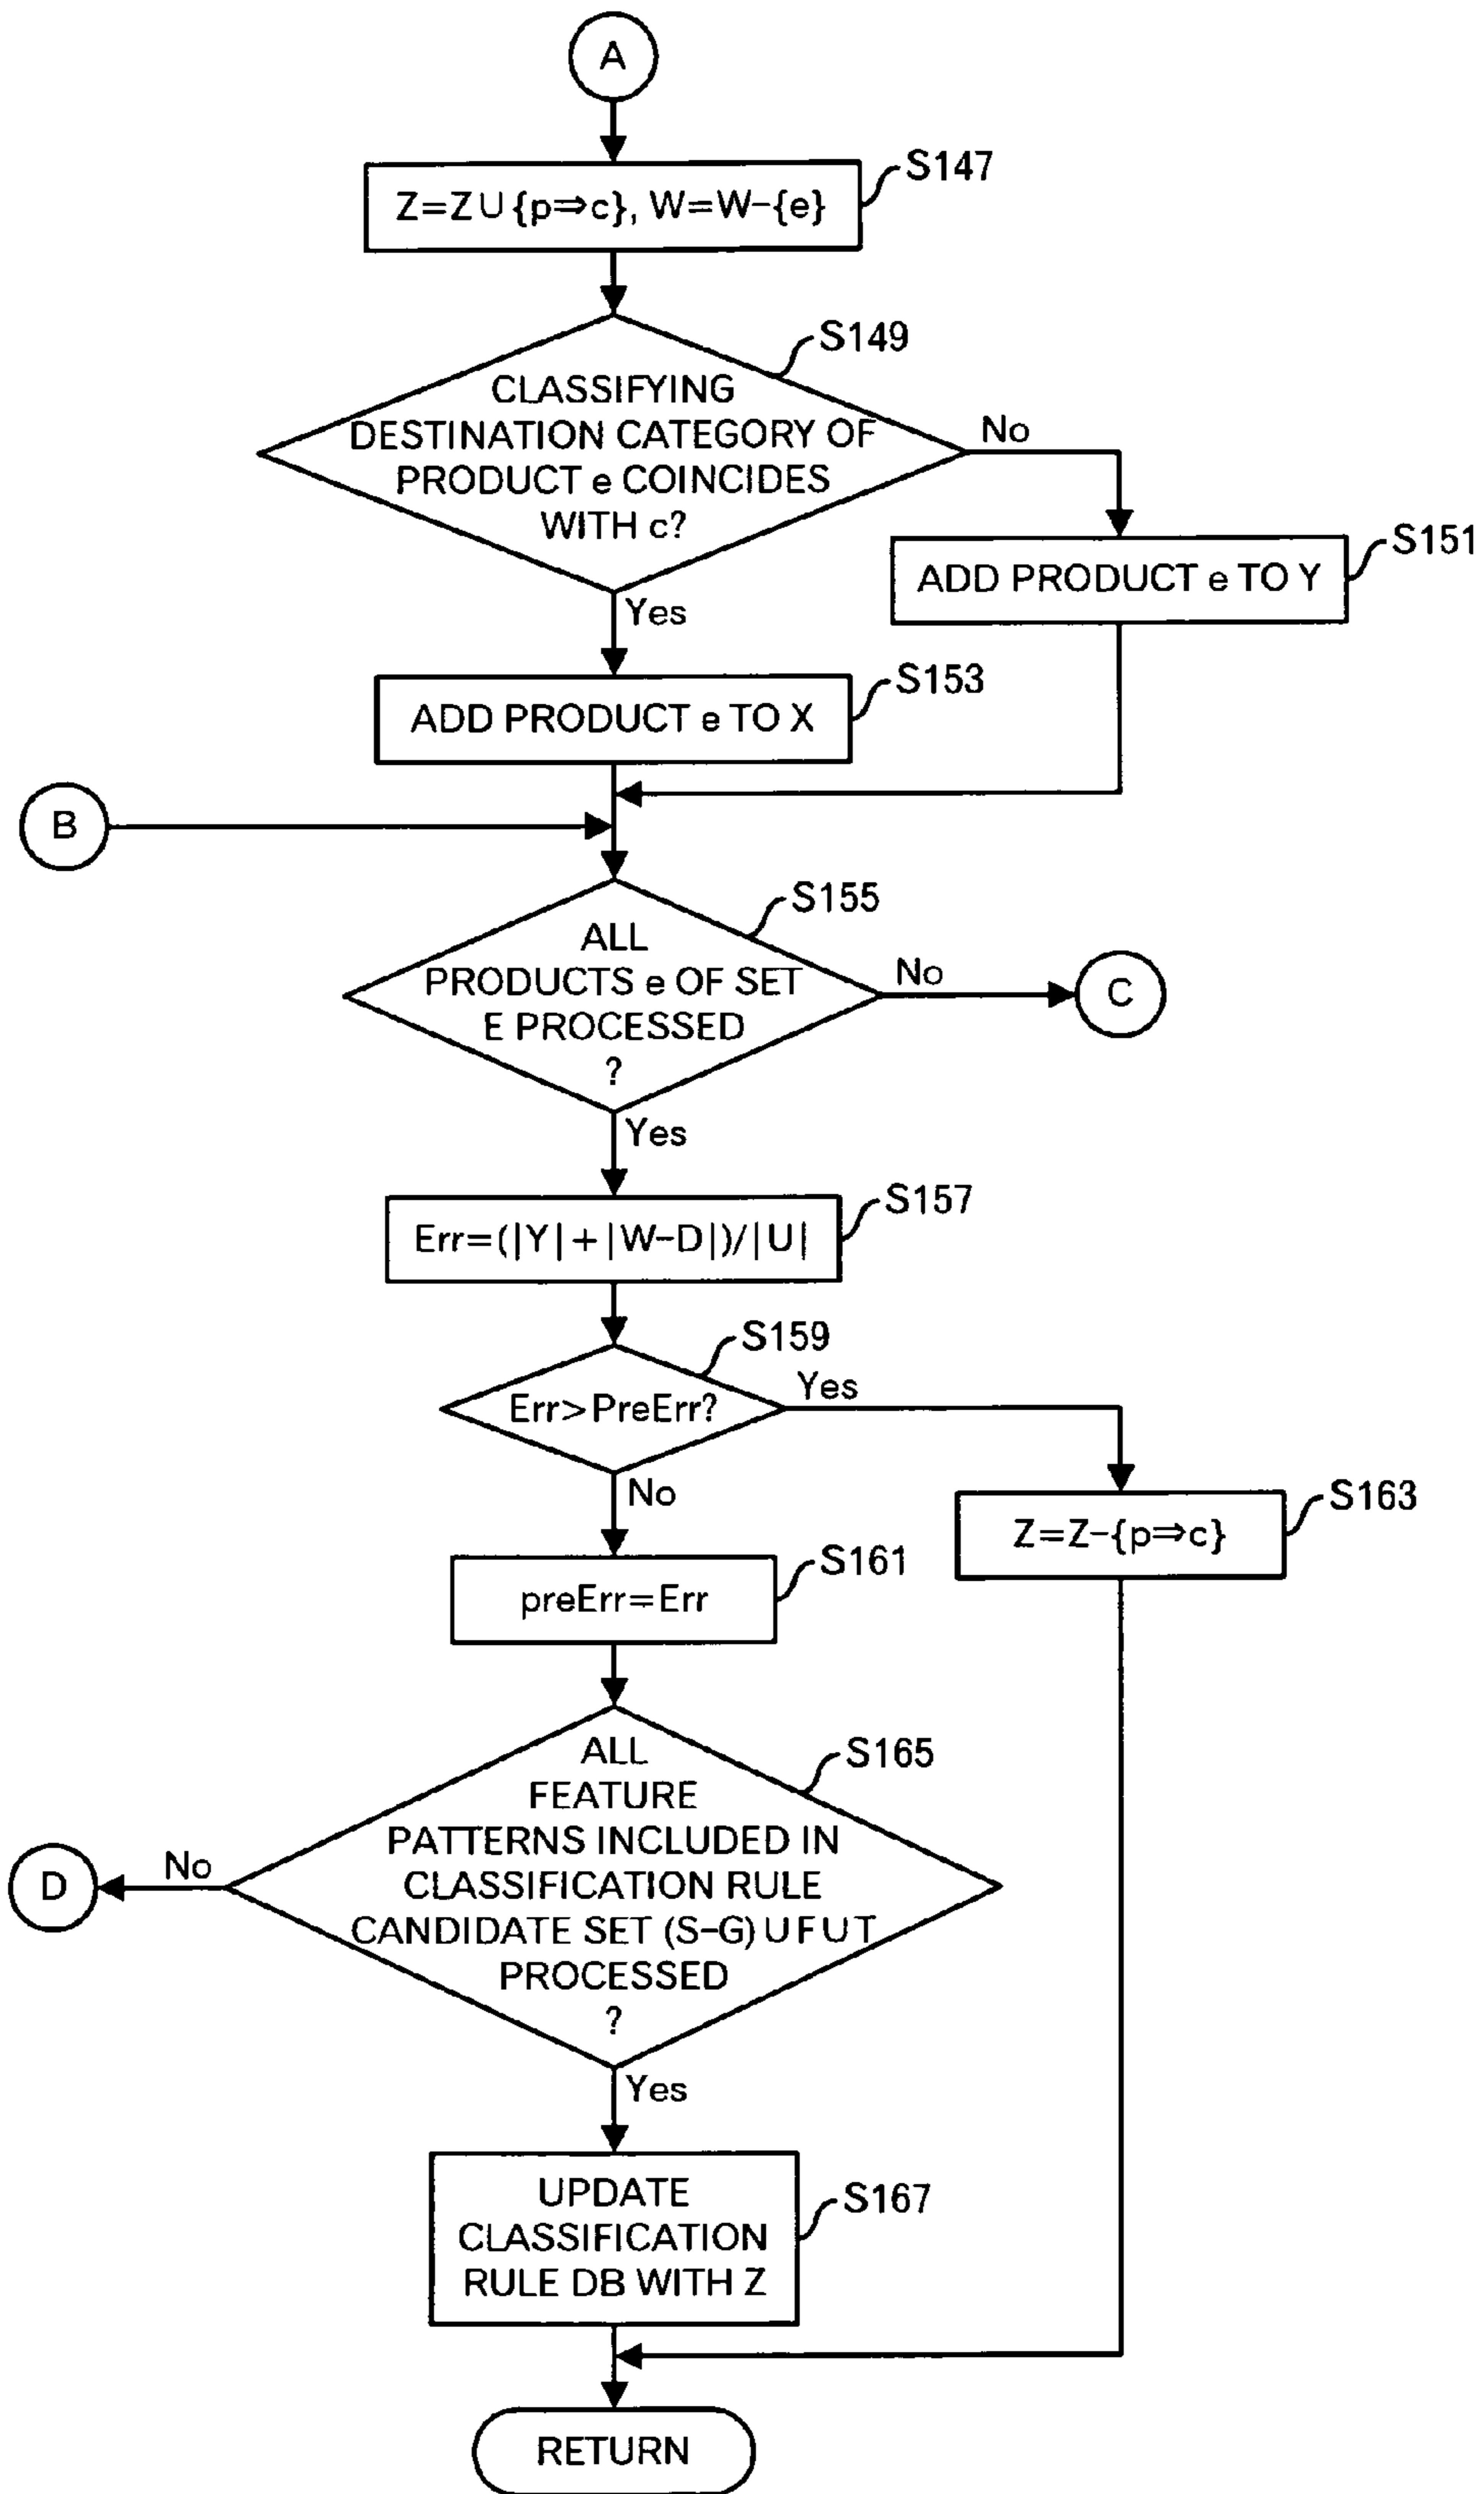 A
S147
Z=Z∪{p⇒c}, W=W-{e}
S149
CLASSIFYING
DESTINATION CATEGORY OF
PRODUCT e COINCIDES
WITH c?
No
Yes
S151
ADD PRODUCT e TO Y
S153
ADD PRODUCT e TO X
B
S155
ALL
PRODUCTS e OF SET
E PROCESSED
?
No
C
Yes
S157
Err=(|Y|+|W-D|)/|U|
S159
Err>PreErr?
Yes
No
S163
Z=Z-{p⇒c}
S161
preErr=Err
S165
ALL
FEATURE
PATTERNS INCLUDED IN
CLASSIFICATION RULE
CANDIDATE SET (S-G) U F U T
PROCESSED
?
No
D
Yes
S167
UPDATE
CLASSIFICATION
RULE DB WITH Z
RETURN